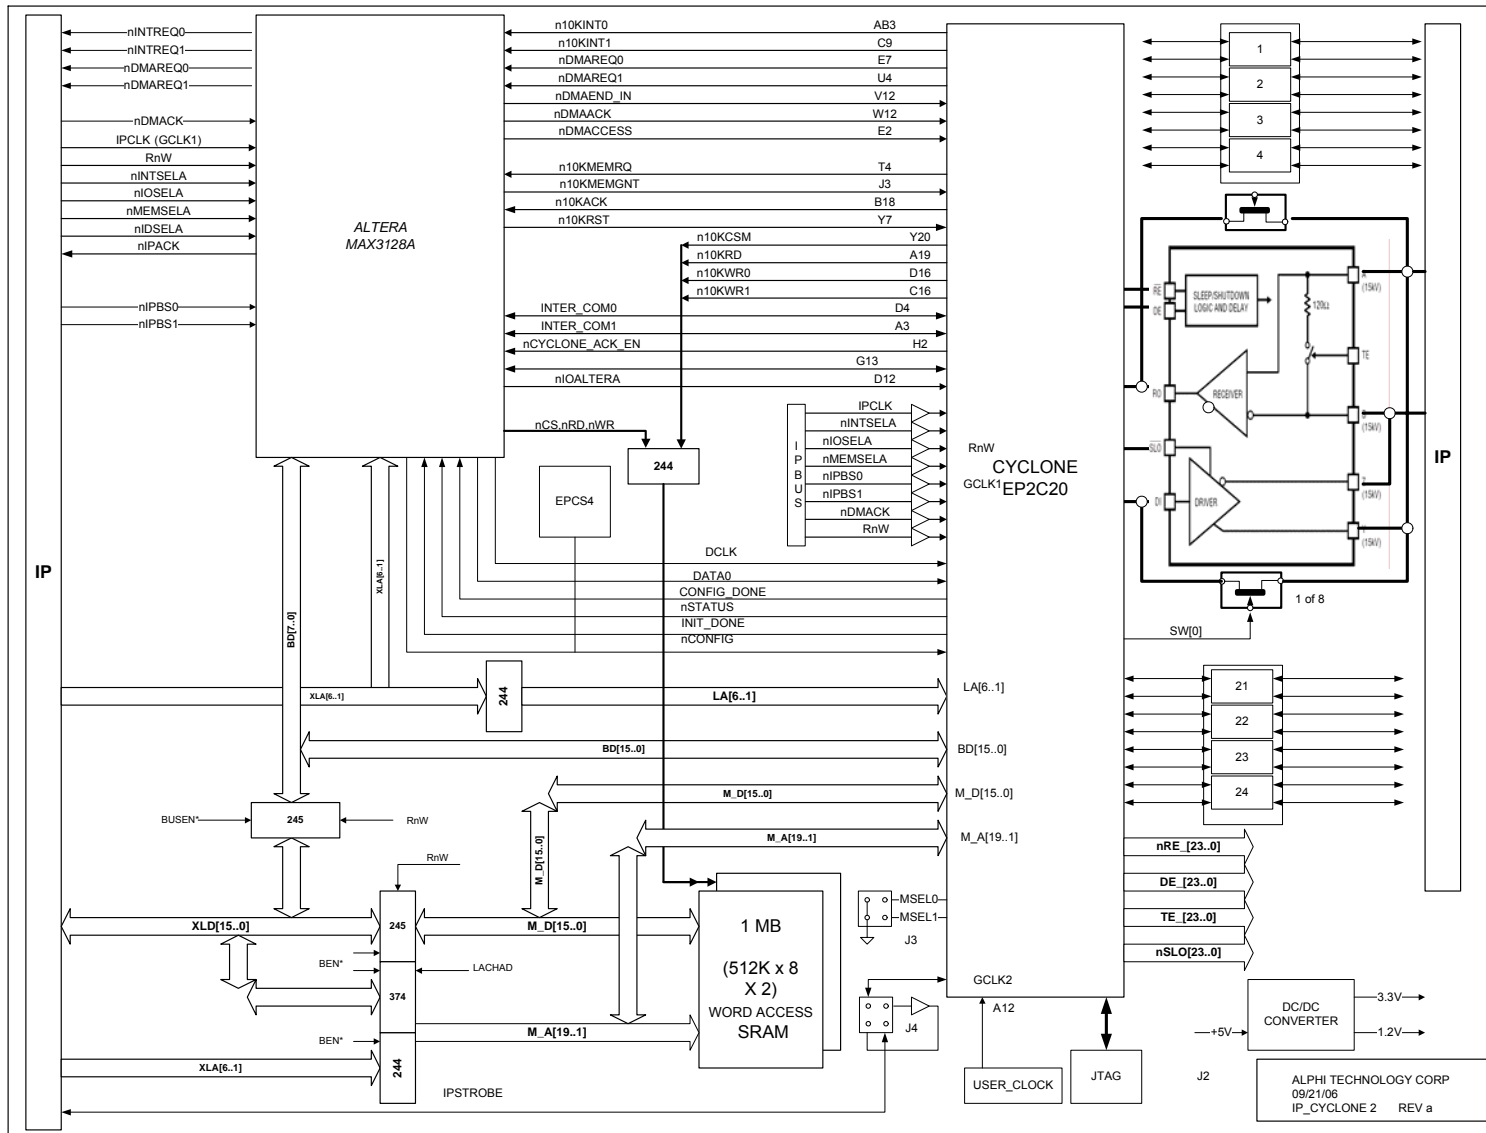 IP
nINTREQ0
nINTREQ1
nDMAREQ0
nDMAREQ1
nDMACK
IPCLK (GCLK1)
RnW
nINTSELA
nIOSELA
nMEMSELA
nIDSELA
nIPACK
nIPBS0
nIPBS1
ALTERA
MAX3128A
n10KINT0 AB3
n10KINT1 C9
nDMAREQ0 E7
nDMAREQ1 U4
nDMAEND_IN V12
nDMAACK W12
nDMACCESS E2
n10KMEMRQ T4
n10KMEMGNT J3
n10KACK B18
n10KRST Y7
n10KCSM Y20
n10KRD A19
n10KWR0 D16
n10KWR1 C16
INTER_COM0 D4
INTER_COM1 A3
nCYCLONE_ACK_EN H2
G13
nIOALTERA D12
nCS,nRD,nWR
244
EPCS4
IPBUS
IPCLK
nINTSELA
nIOSELA
nMEMSELA
nIPBS0
nIPBS1
nDMACK
RnW
RnW
GCLK1
CYCLONE
EP2C20
DCLK
DATA0
CONFIG_DONE
nSTATUS
INIT_DONE
nCONFIG
BD[7..0]
XLA[6..1]
XLA[6..1]
244
LA[6..1]
LA[6..1]
BD[15..0]
BD[15..0]
M_D[15..0]
M_D[15..0]
M_D[15..0]
M_A[19..1]
M_A[19..1]
BUSEN*
245
RnW
RnW
XLD[15..0]
245
M_D[15..0]
BEN*
LACHAD
374
M_A[19..1]
BEN*
244
XLA[6..1]
IPSTROBE
1 MB
(512K x 8
X 2)
WORD ACCESS
SRAM
MSEL0
MSEL1
J3
GCLK2
A12
J4
USER_CLOCK
JTAG
J2
1
2
3
4
IP
RE
DE
SLEEP/SHUTDOWN
LOGIC AND DELAY
120Ω
A
(15kV)
TE
RO
RECEIVER
B
(15kV)
SLO
DI
DRIVER
Z
(15kV)
Y
(15kV)
1 of 8
SW[0]
21
22
23
24
nRE_[23..0]
DE_[23..0]
TE_[23..0]
nSLO[23..0]
+5V
DC/DC
CONVERTER
3.3V
1.2V
ALPHI TECHNOLOGY CORP
09/21/06
IP_CYCLONE 2 REV a